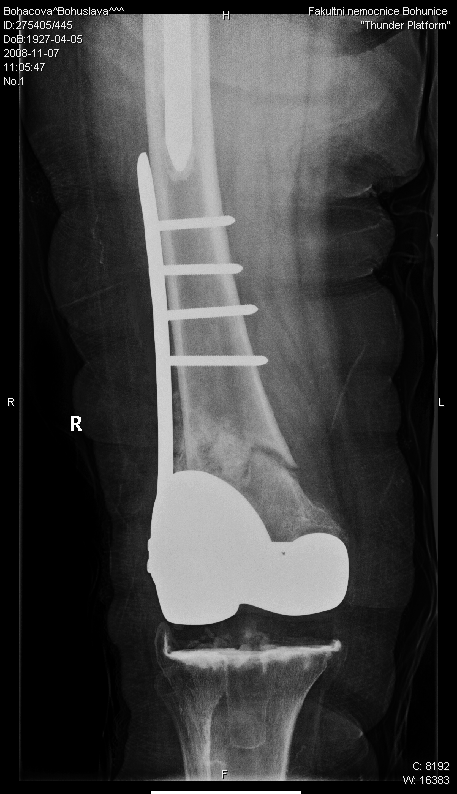 Bohacova^Bohuslava^^^
ID:275405/445
DoB:1927-04-05
2008-11-07
11:05:47
No.1
H
Fakultni nemocnice Bohunice
"Thunder Platform"
R
L
R
F
C: 8192
W: 16383